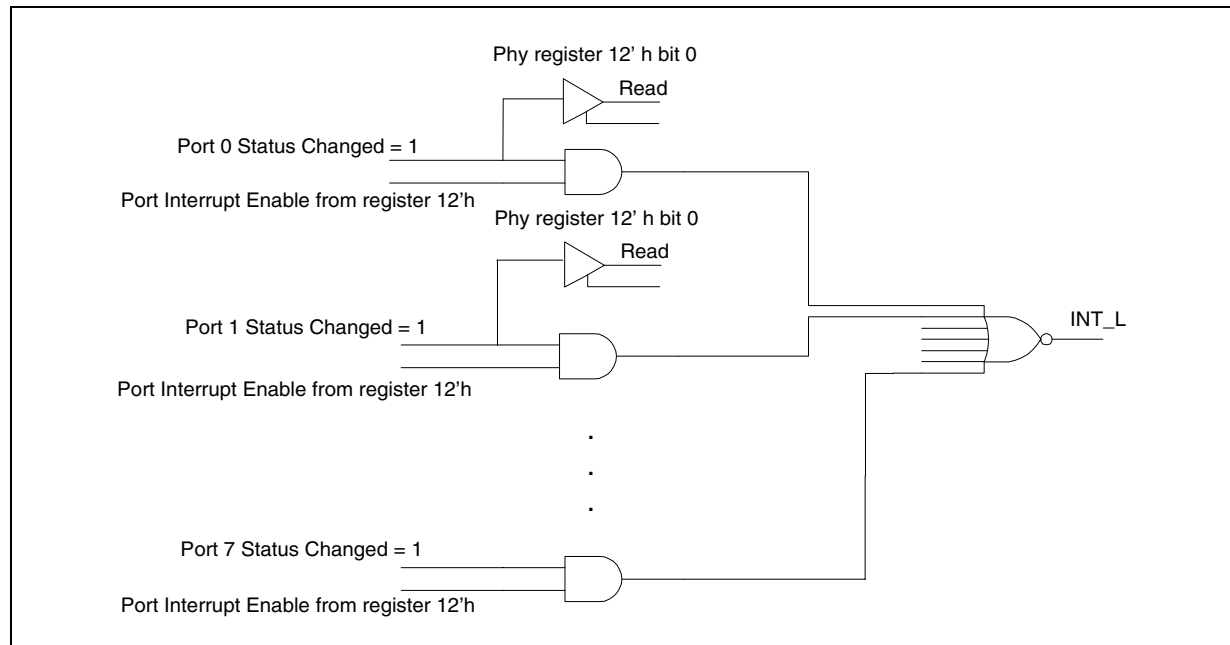 Phy register 12' h bit 0
Read
Port 0 Status Changed = 1
Port Interrupt Enable from register 12'h
Phy register 12' h bit 0
Read
Port 1 Status Changed = 1
INT_L
Port Interrupt Enable from register 12'h
.
.
.
Port 7 Status Changed = 1
Port Interrupt Enable from register 12'h